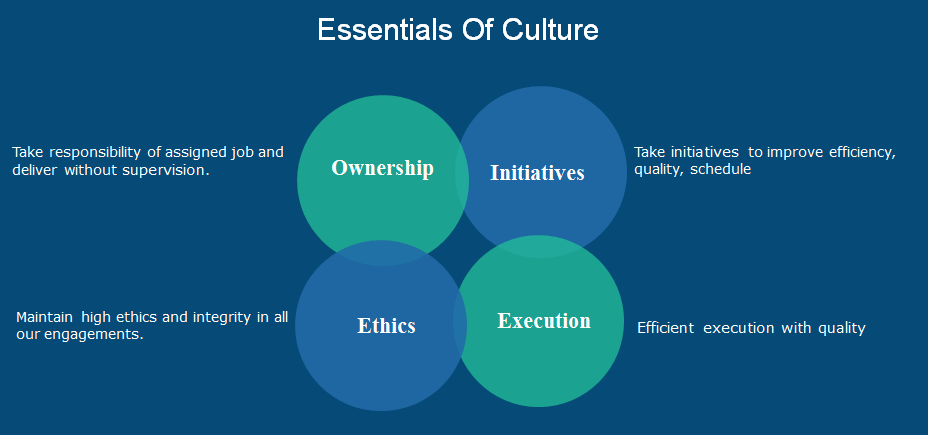 Essentials Of Culture
Take responsibility of assigned job and
deliver without supervision.
Ownership
Initiatives
Take initiatives to improve efficiency,
quality, schedule
Maintain high ethics and integrity in all
our engagements.
Ethics
Execution
Efficient execution with quality